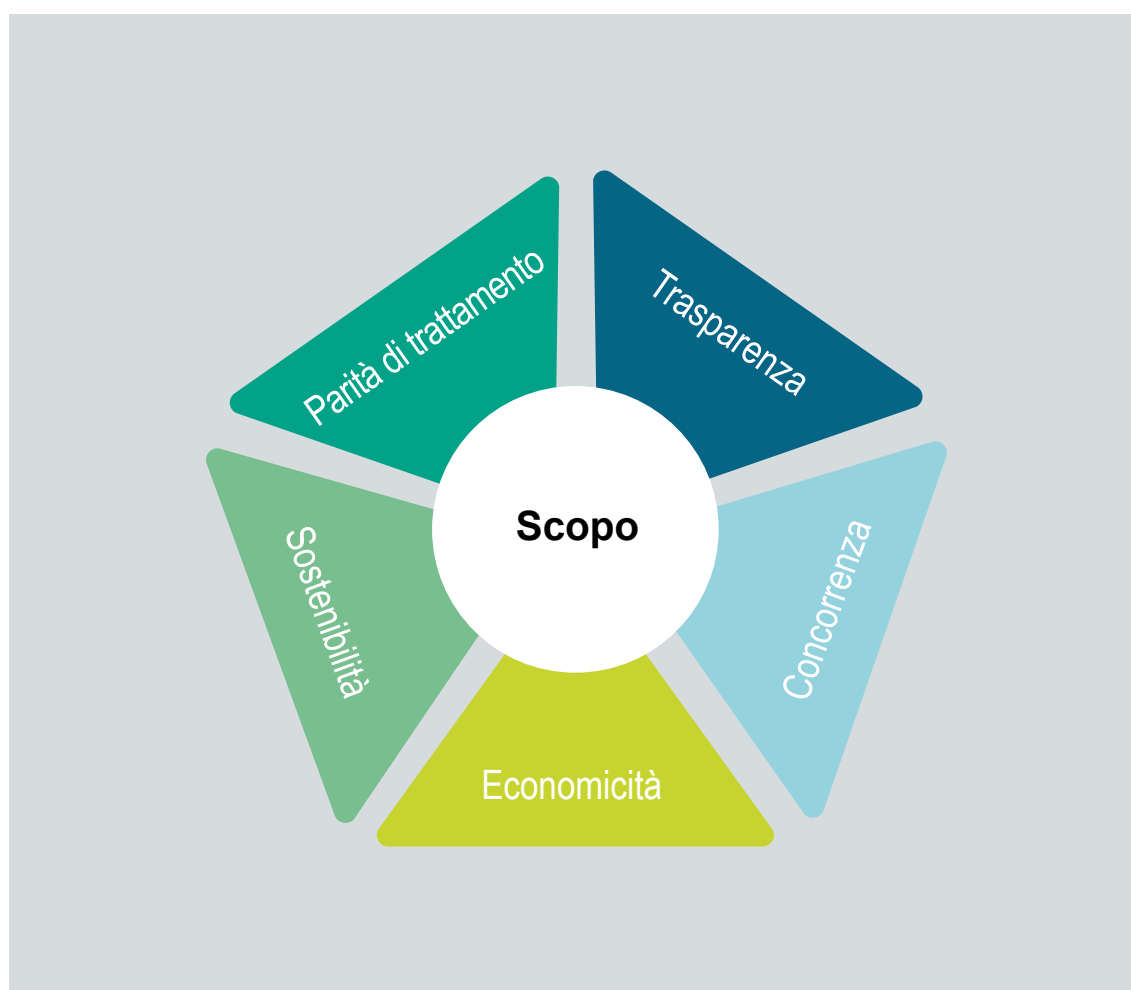 Parità di trattamento
Trasparenza
Scopo
Sostenibilità
Concorrenza
Economicità